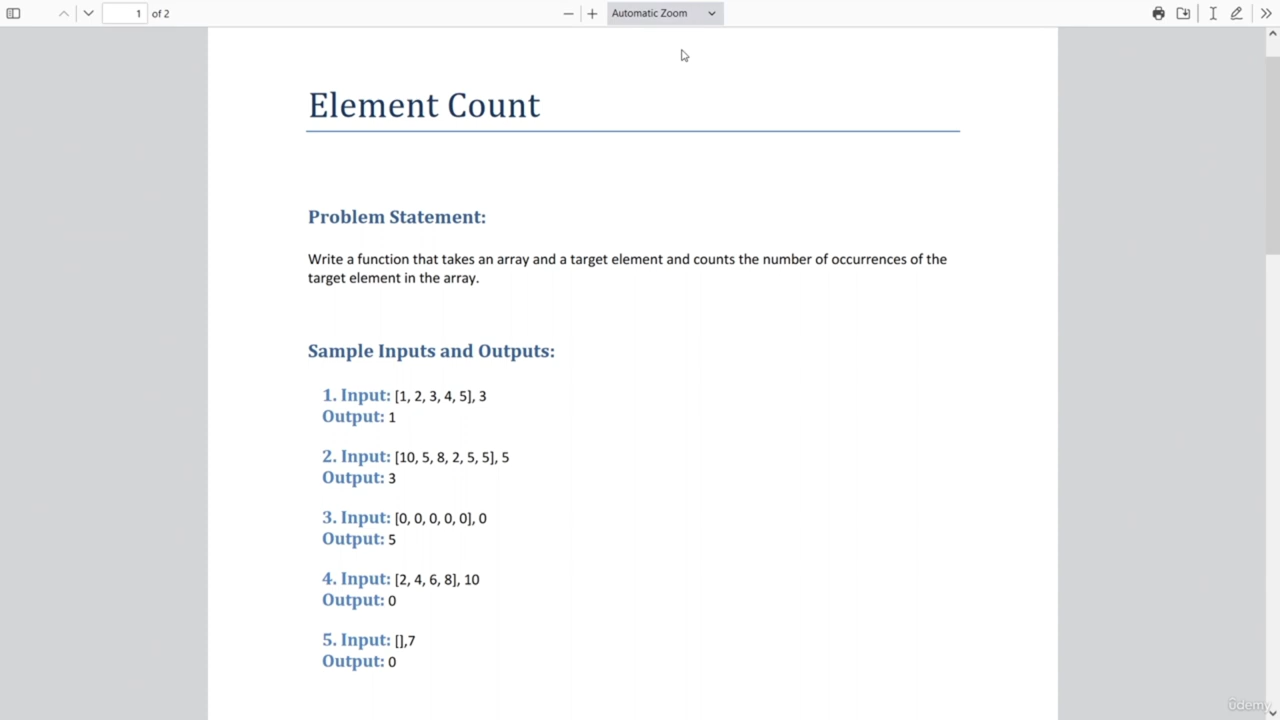 1 of 2
Automatic Zoom
Element Count
Problem Statement:
Write a function that takes an array and a target element and counts the number of occurrences of the
target element in the array.
Sample Inputs and Outputs:
1. Input: [1, 2, 3, 4, 5], 3
Output: 1
2. Input: [10, 5, 8, 2, 5, 5], 5
Output: 3
3. Input: [0, 0, 0, 0, 0], 0
Output: 5
4. Input: [2, 4, 6, 8], 10
Output: 0
5. Input: [],7
Output: 0
ûdemy